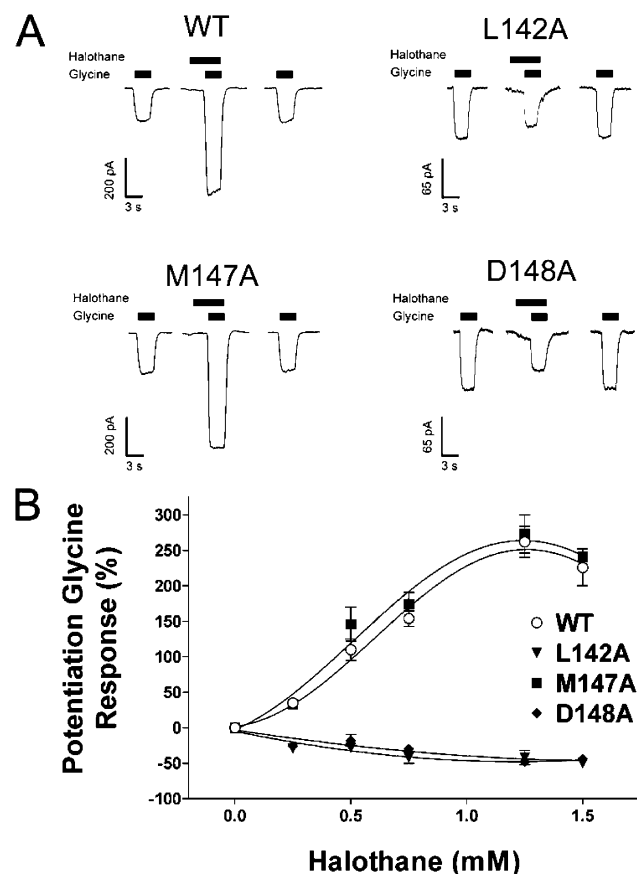 A
WT
Halothane
Glycine
200 pA
3 s
L142A
Halothane
Glycine
65 pA
3 s
M147A
Halothane
Glycine
200 pA
3 s
D148A
Halothane
Glycine
65 pA
3 s
B
Potentiation Glycine
Response (%)
300
250
200
150
100
50
0
-50
-100
WT
L142A
M147A
D148A
0.0 0.5 1.0 1.5
Halothane (mM)